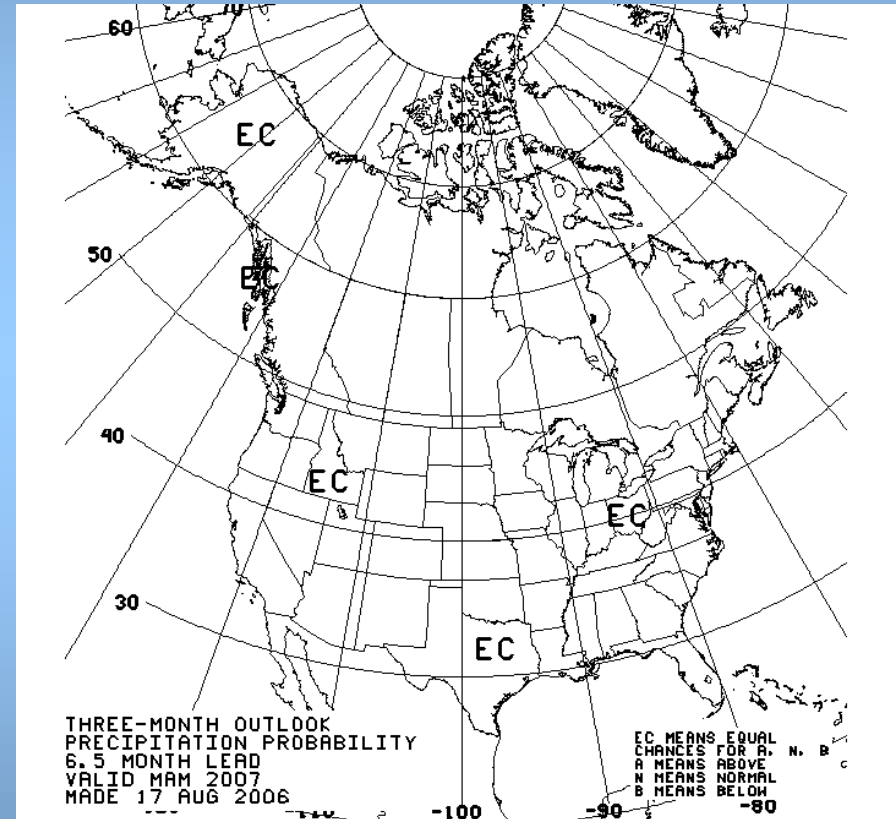 70
60
EC
50
EC
40
EC
EC
30
EC
THREE-MONTH OUTLOOK
PRECIPITATION PROBABILITY
6.5 MONTH LEAD
VALID MAM 2007
MADE 17 AUG 2006
EC MEANS EQUAL
CHANCES FOR A, N, B
A MEANS ABOVE
N MEANS NORMAL
B MEANS BELOW
-110 -100 -90 -80